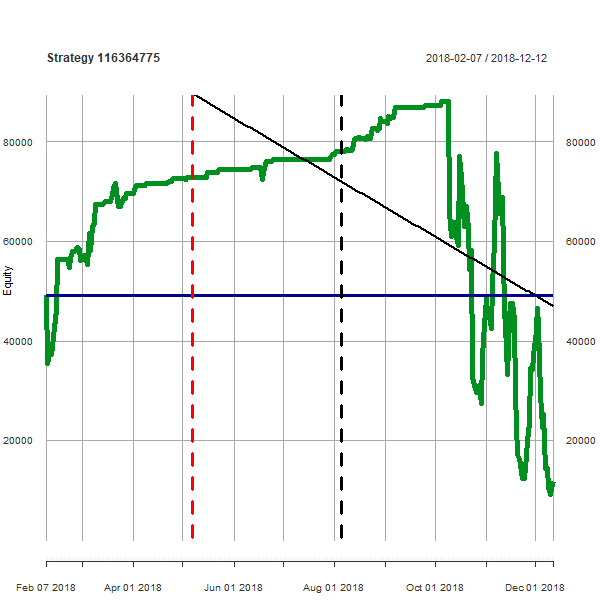 Strategy 116364775 2018-02-07 / 2018-12-12
80000 80000
60000 60000
Equity
40000 40000
20000 20000
Feb 07 2018 Apr 01 2018 Jun 01 2018 Aug 01 2018 Oct 01 2018 Dec 01 2018